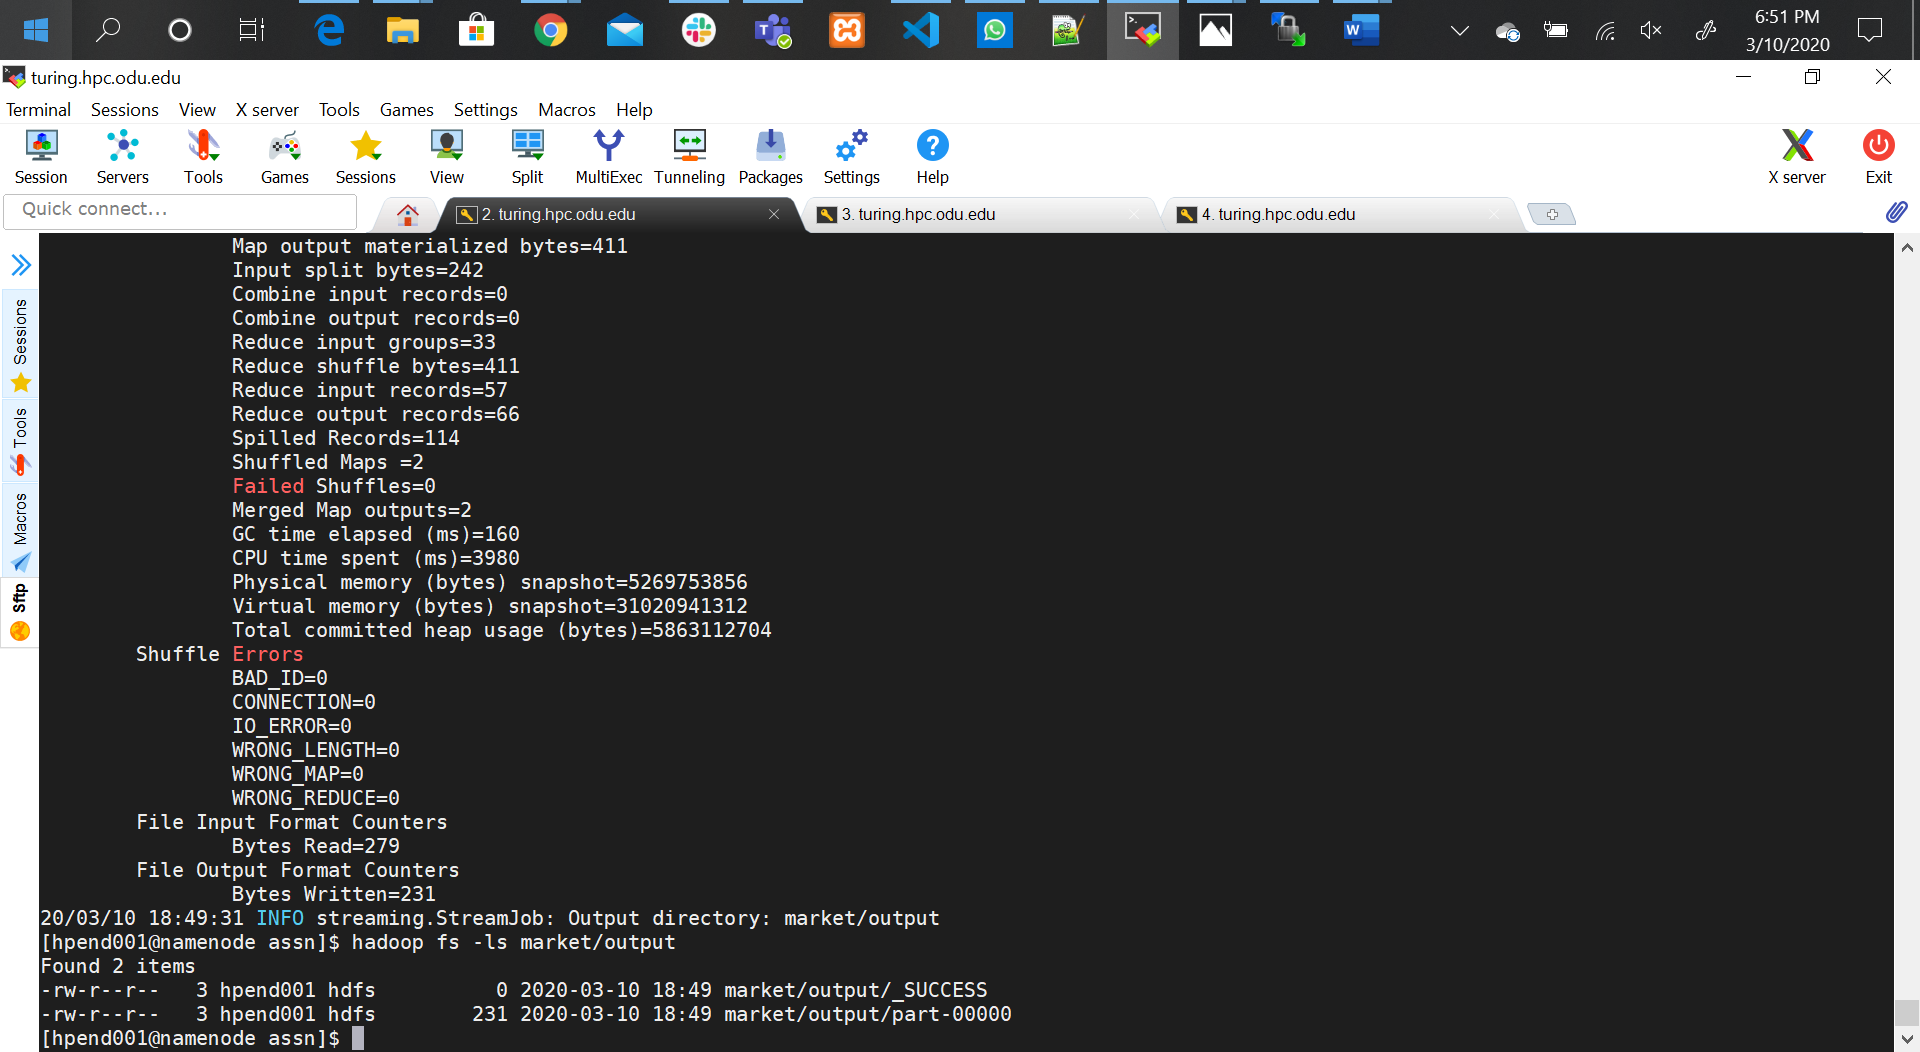 6:51 PM
3/10/2020
turing.hpc.odu.edu
Terminal Sessions View X server Tools Games Settings Macros Help
Session Servers Tools Games Sessions View Split MultiExec Tunneling Packages Settings Help X server Exit
Quick connect...
2. turing.hpc.odu.edu
3. turing.hpc.odu.edu
4. turing.hpc.odu.edu
Sessions
Tools
Macros
Sftp
Map output materialized bytes=411
Input split bytes=242
Combine input records=0
Combine output records=0
Reduce input groups=33
Reduce shuffle bytes=411
Reduce input records=57
Reduce output records=66
Spilled Records=114
Shuffled Maps =2
Failed Shuffles=0
Merged Map outputs=2
GC time elapsed (ms)=160
CPU time spent (ms)=3980
Physical memory (bytes) snapshot=5269753856
Virtual memory (bytes) snapshot=31020941312
Total committed heap usage (bytes)=5863112704
Shuffle Errors
BAD_ID=0
CONNECTION=0
IO_ERROR=0
WRONG_LENGTH=0
WRONG_MAP=0
WRONG_REDUCE=0
File Input Format Counters
Bytes Read=279
File Output Format Counters
Bytes Written=231
20/03/10 18:49:31 INFO streaming.StreamJob: Output directory: market/output
[hpend001@namenode assn]$ hadoop fs -ls market/output
Found 2 items
-rw-r--r--   3 hpend001 hdfs          0 2020-03-10 18:49 market/output/_SUCCESS
-rw-r--r--   3 hpend001 hdfs        231 2020-03-10 18:49 market/output/part-00000
[hpend001@namenode assn]$